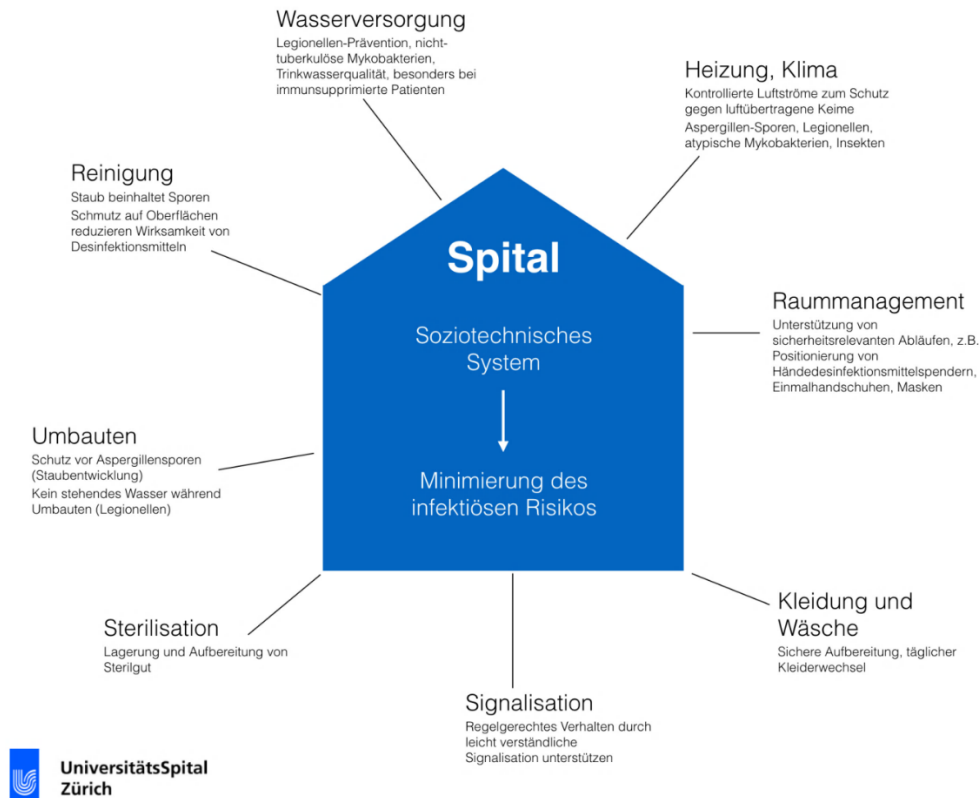 Wasserversorgung
Legionellen-Prävention, nicht-
tuberkulöse Mykobakterien,
Trinkwasserqualität, besonders bei
immunsupprimierte Patienten
Heizung, Klima
Kontrollierte Luftströme zum Schutz
gegen luftübertragene Keime
Aspergillen-Sporen, Legionellen,
atypische Mykobakterien, Insekten
Reinigung
Staub beinhaltet Sporen
Schmutz auf Oberflächen
reduzieren Wirksamkeit von
Desinfektionsmitteln
Spital
Soziotechnisches
System
Minimierung des
infektiösen Risikos
Raummanagement
Unterstützung von
sicherheitsrelevanten Abläufen, z.B.
Positionierung von
Händedesinfektionsmittelspendern,
Einmalhandschuhen, Masken
Umbauten
Schutz vor Aspergillensporen
(Staubentwicklung)
Kein stehendes Wasser während
Umbauten (Legionellen)
Sterilisation
Lagerung und Aufbereitung von
Sterilgut
Kleidung und
Wäsche
Sichere Aufbereitung, täglicher
Kleiderwechsel
Signalisation
Regelgerechtes Verhalten durch
leicht verständliche
Signalisation unterstützen
UniversitätsSpital
Zürich